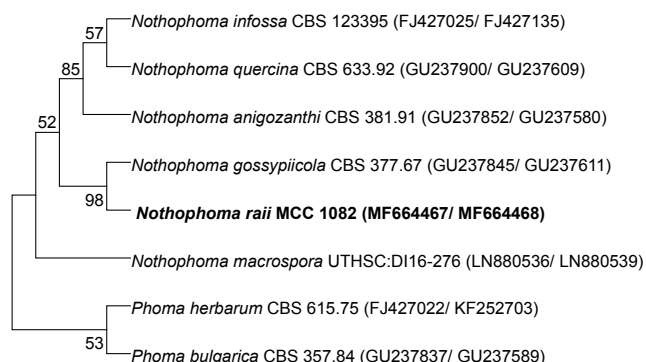 57
Nothophoma infossa CBS 123395 (FJ427025/ FJ427135)
85
Nothophoma quercina CBS 633.92 (GU237900/ GU237609)
52
Nothophoma anigozanthi CBS 381.91 (GU237852/ GU237580)
Nothophoma gossypiicola CBS 377.67 (GU237845/ GU237611)
98
Nothophoma raii MCC 1082 (MF664467/ MF664468)
Nothophoma macrospora UTHSC:DI16-276 (LN880536/ LN880539)
Phoma herbarum CBS 615.75 (FJ427022/ KF252703)
53
Phoma bulgarica CBS 357.84 (GU237837/ GU237589)